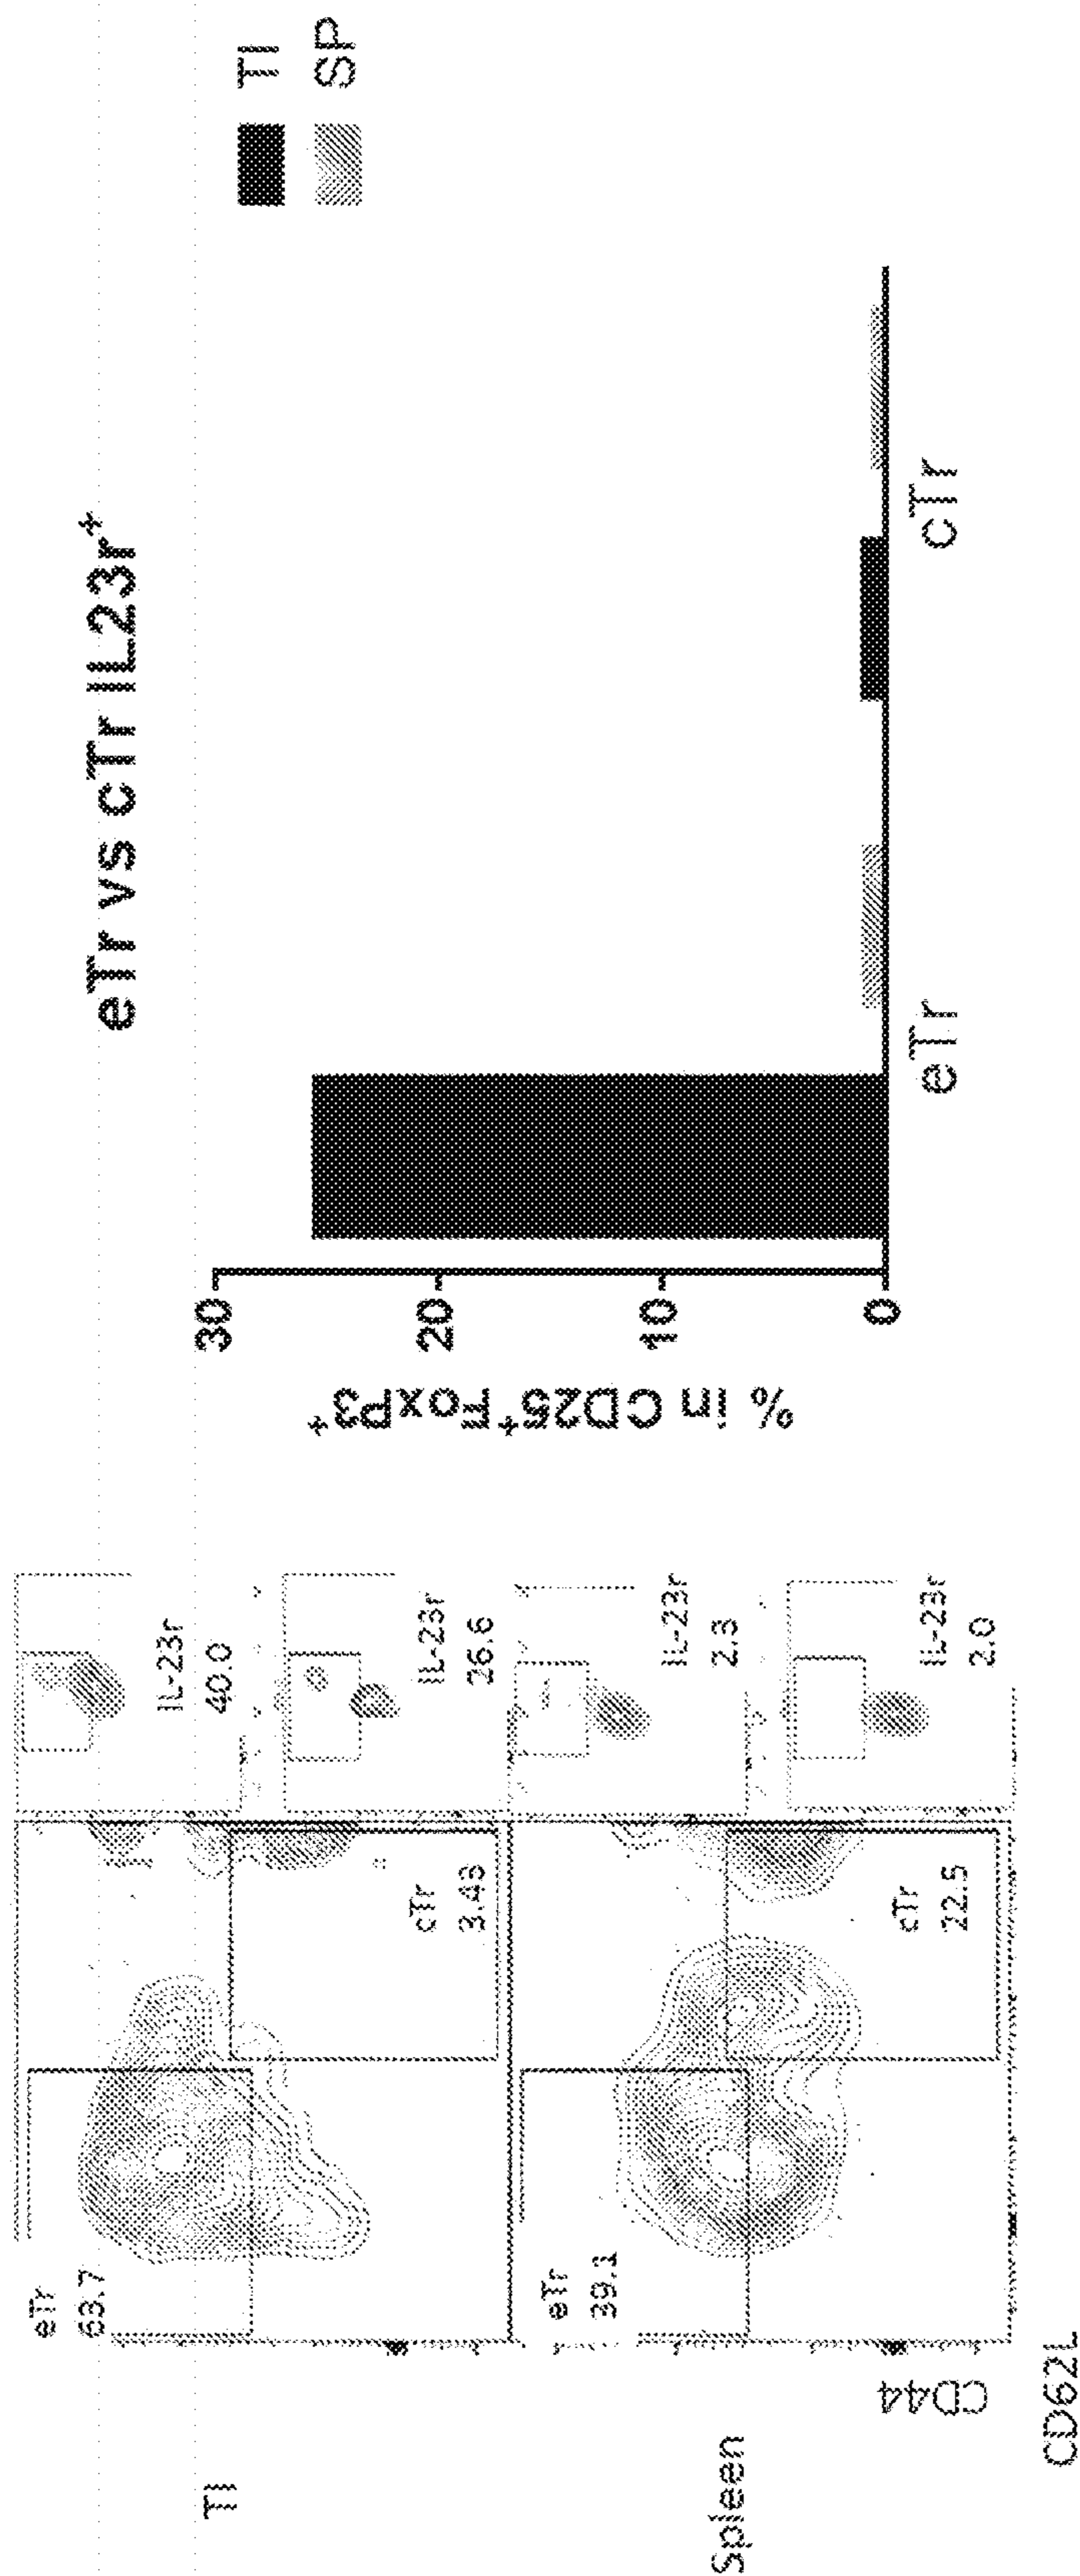 TI
eTr
63.7
cTr
3.43
IL-23r
40.0
IL-23r
26.6
Spleen
eTr
39.1
cTr
22.5
IL-23r
2.3
IL-23r
2.0
CD44
CD62L
eTr vs cTr IL23r⁺
% in CD25⁺FoxP3⁺
30
20
10
0
eTr
cTr
TI
SP